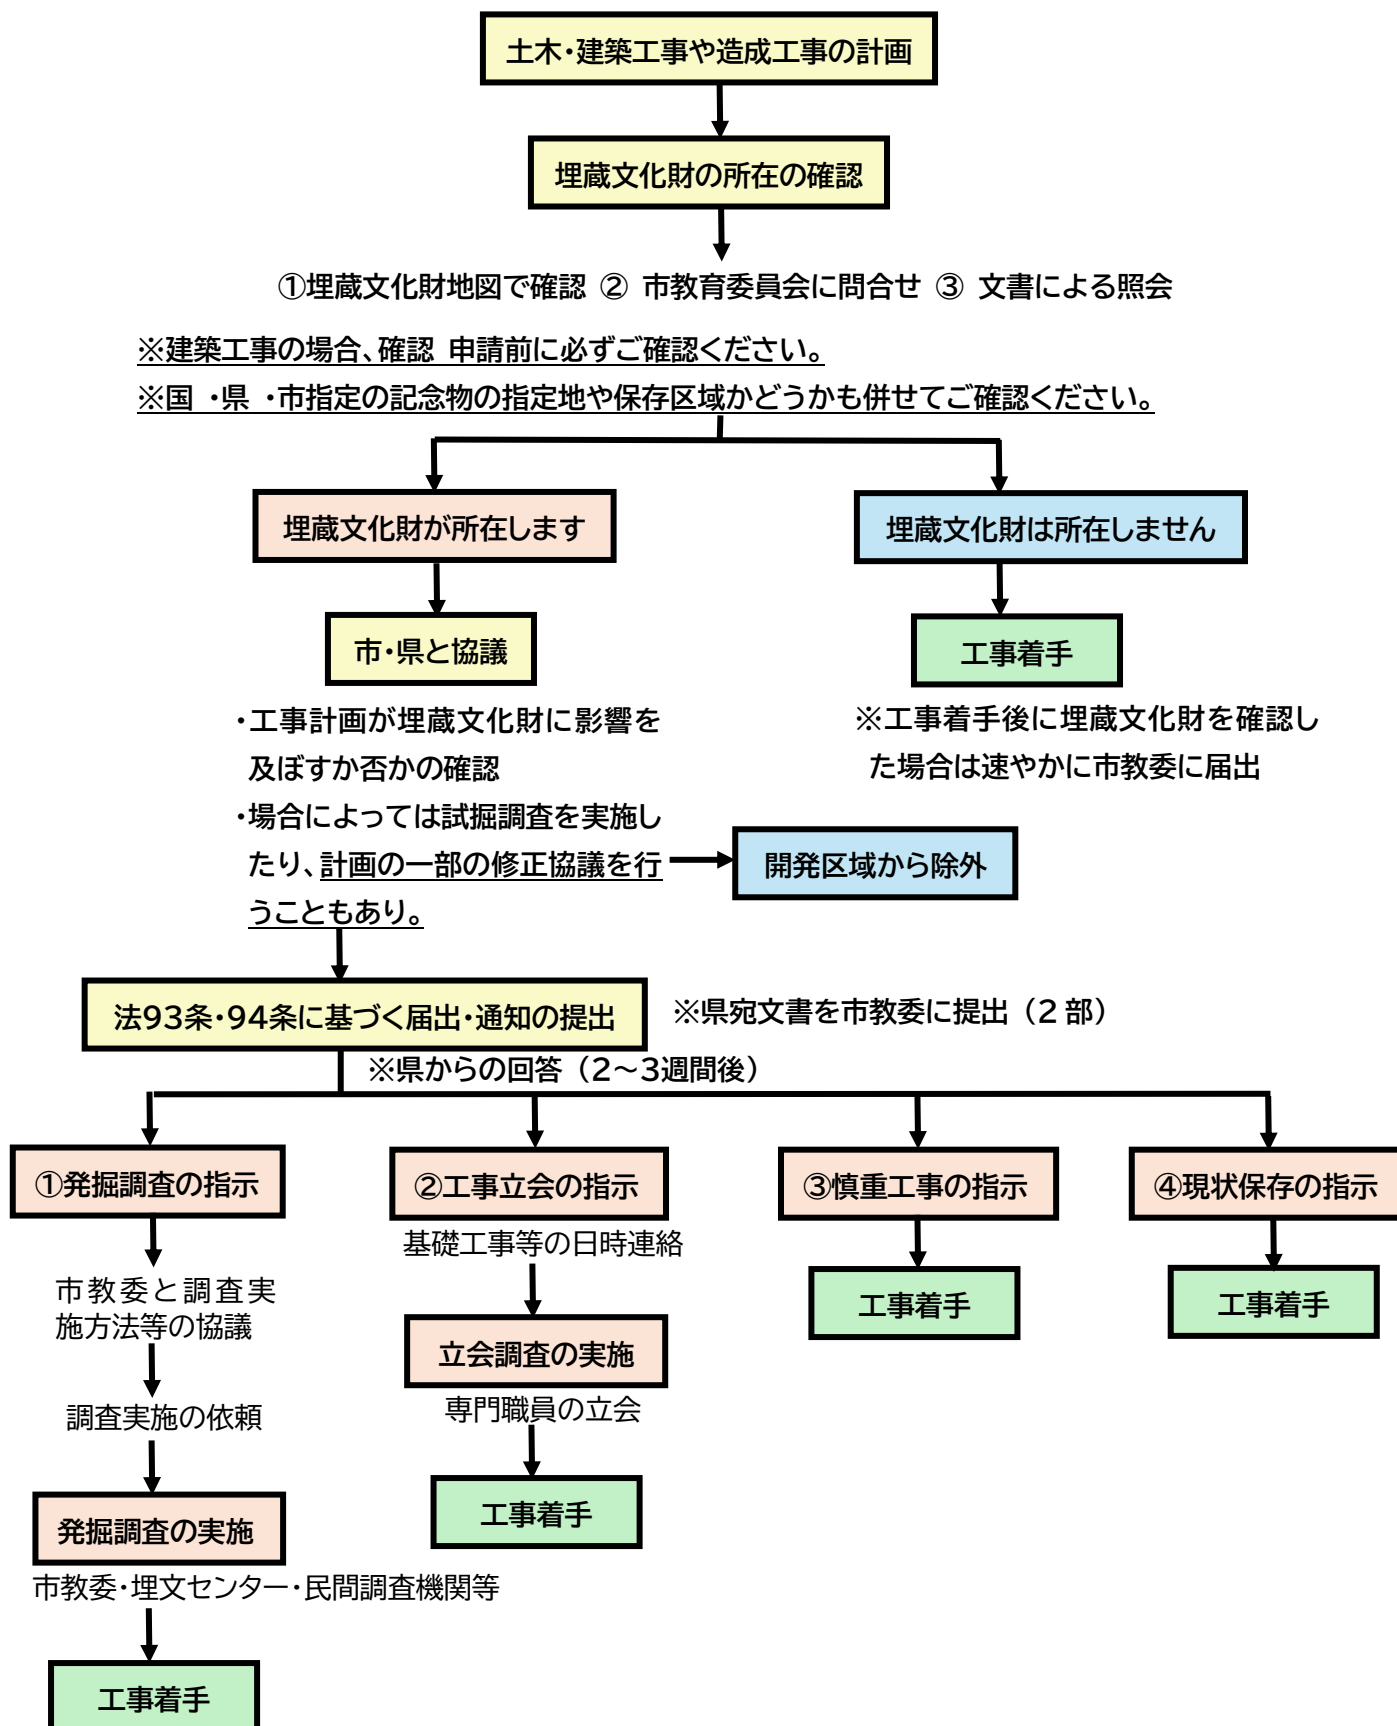 土木・建築工事や造成工事の計画
埋蔵文化財の所在の確認
①埋蔵文化財地図で確認 ② 市教育委員会に問合せ ③ 文書による照会
※建築工事の場合、確認 申請前に必ずご確認ください。
※国 ・県 ・市指定の記念物の指定地や保存区域かどうかも併せてご確認ください。
埋蔵文化財が所在します
埋蔵文化財は所在しません
市・県と協議
工事着手
・工事計画が埋蔵文化財に影響を
及ぼすか否かの確認
・場合によっては試掘調査を実施し
たり、計画の一部の修正協議を行
うこともあり。
※工事着手後に埋蔵文化財を確認し
た場合は速やかに市教委に届出
開発区域から除外
法93条・94条に基づく届出・通知の提出
※県宛文書を市教委に提出（2 部）
※県からの回答（2～3週間後）
①発掘調査の指示
②工事立会の指示
③慎重工事の指示
④現状保存の指示
市教委と調査実
施方法等の協議
調査実施の依頼
発掘調査の実施
市教委・埋文センター・民間調査機関等
工事着手
基礎工事等の日時連絡
立会調査の実施
専門職員の立会
工事着手
工事着手
工事着手